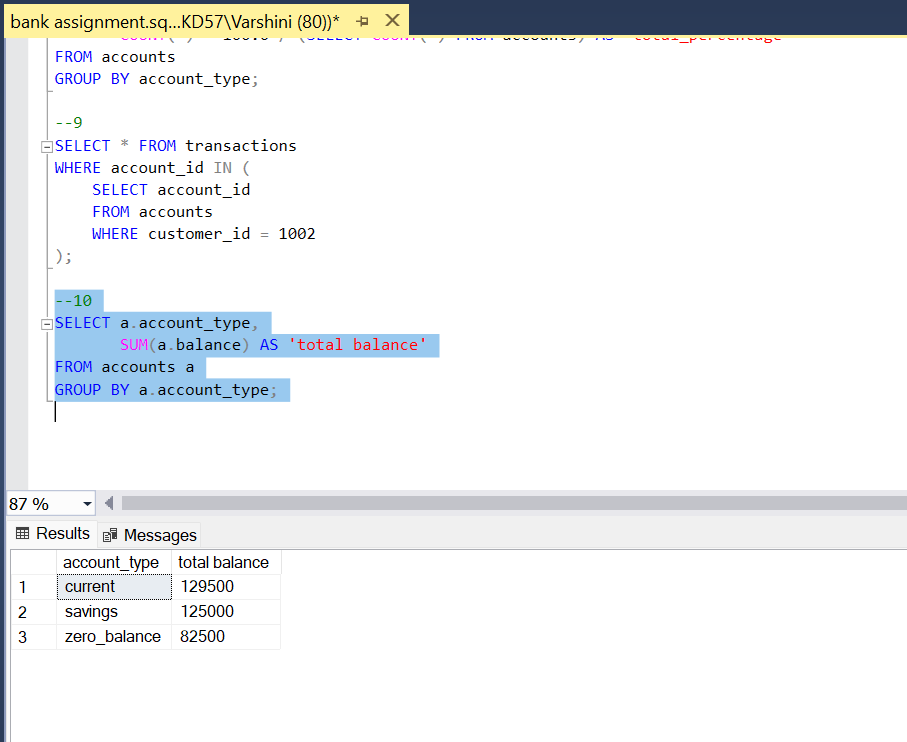 bank assignment.sq...KD57\Varshini (80))*
FROM accounts
GROUP BY account_type;
--9
SELECT * FROM transactions
WHERE account_id IN (
SELECT account_id
FROM accounts
WHERE customer_id = 1002
);
--10
SELECT a.account_type,
SUM(a.balance) AS 'total balance'
FROM accounts a
GROUP BY a.account_type;
87 %
Results Messages
account_type total balance
1 current 129500
2 savings 125000
3 zero_balance 82500